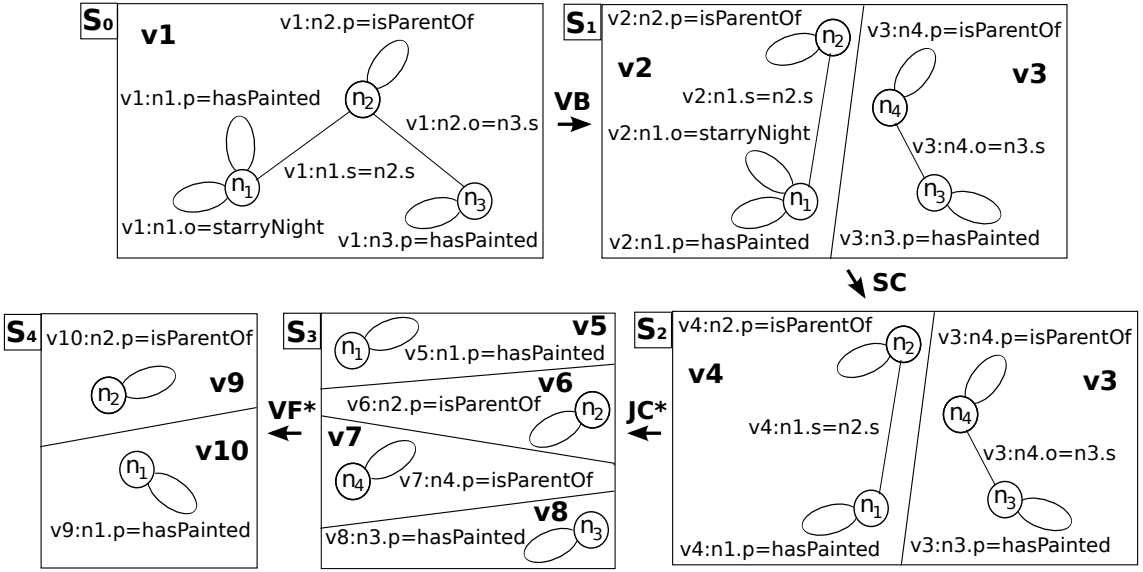 S0
v1
v1:n2.p=isParentOf
n2
v1:n1.p=hasPainted
v1:n2.o=n3.s
v1:n1.s=n2.s
n1
n3
v1:n1.o=starryNight
v1:n3.p=hasPainted
VB
S1
v2:n2.p=isParentOf
n2
v2
v2:n1.s=n2.s
v2:n1.o=starryNight
n1
v2:n1.p=hasPainted
v3:n4.p=isParentOf
v3
n4
v3:n4.o=n3.s
n3
v3:n3.p=hasPainted
SC
S2
v4:n2.p=isParentOf
n2
v4
v4:n1.s=n2.s
n1
v4:n1.p=hasPainted
v3:n4.p=isParentOf
v3
n4
v3:n4.o=n3.s
n3
v3:n3.p=hasPainted
JC*
S3
v5
n1
v5:n1.p=hasPainted
v6
v6:n2.p=isParentOf
n2
v7
n4
v7:n4.p=isParentOf
v8
v8:n3.p=hasPainted
n3
VF*
S4
v10:n2.p=isParentOf
v9
n2
v10
n1
v9:n1.p=hasPainted